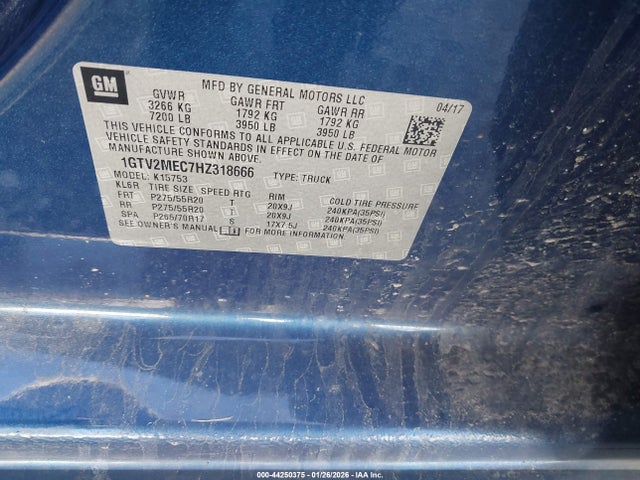 GM
MFD BY GENERAL MOTORS LLC
04/17
GVWR GAWR FRT GAWR RR
3266 KG 1792 KG 1792 KG
7200 LB 3950 LB 3950 LB
THIS VEHICLE CONFORMS TO ALL APPLICABLE U.S. FEDERAL MOTOR
VEHICLE SAFETY STANDARDS IN EFFECT ON THE DATE OF
MANUFACTURE SHOWN ABOVE.
1GTV2MEC7HZ318666 TYPE: TRUCK
MODEL: K15753
KL6R TIRE SIZE SPEED RTG RIM COLD TIRE PRESSURE
FRT P275/55R20 T 20X9J 240KPA(35PSI)
RR P275/55R20 T 20X9J 240KPA(35PSI)
SPA P265/70R17 S 17X7.5J 240KPA(35PSI)
SEE OWNER'S MANUAL FOR MORE INFORMATION.
000-44250375 - 01/26/2026 - IAA Inc.